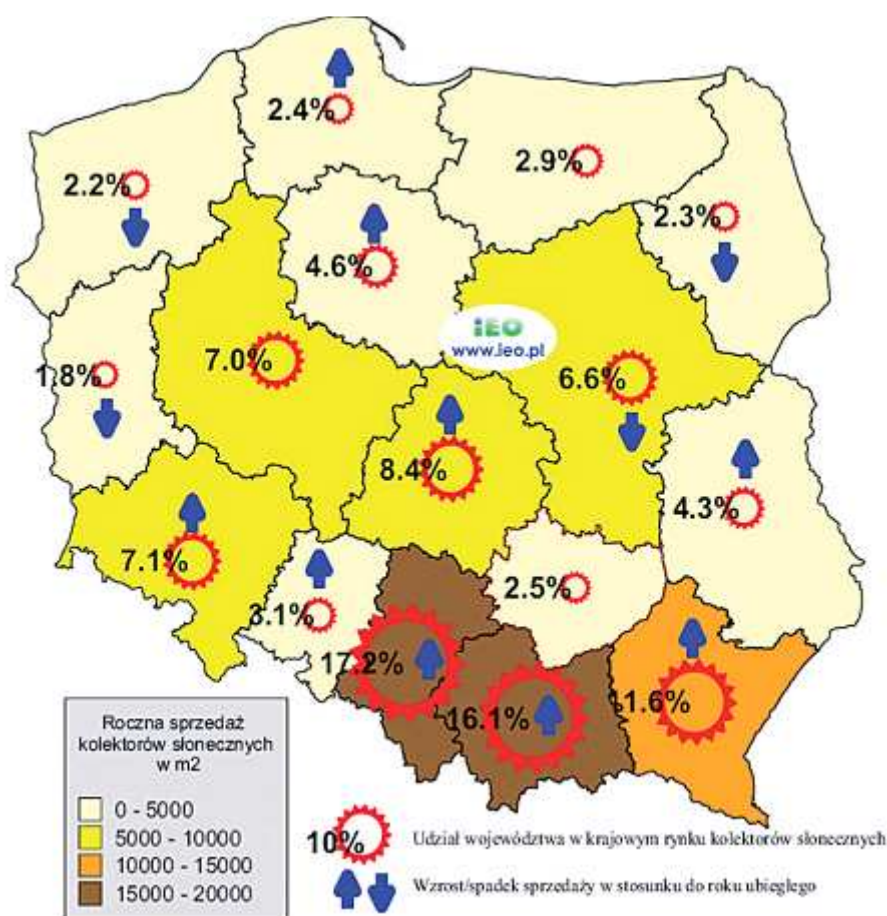 2.4%
2.9%
2.2%
2.3%
4.6%
iEO
www.ieo.pl
7.0%
6.6%
1.8%
8.4%
4.3%
7.1%
2.5%
3.1%
17.2%
16.1%
11.6%
Roczna sprzedaż
kolektorów słonecznych
w m2
0 - 5000
5000 - 10000
10000 - 15000
15000 - 20000
10%
Udział województwa w krajowym rynku kolektorów słonecznych
Wzrost/spadek sprzedaży w stosunku do roku ubiegłego